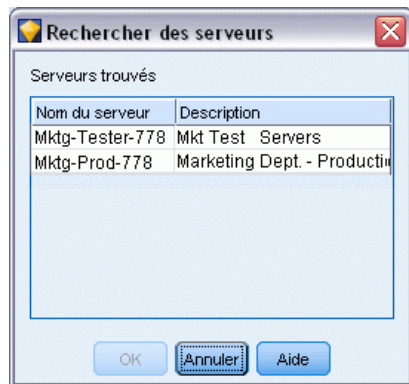 Rechercher des serveurs
Serveurs trouvés
Nom du serveur Description
Mktg-Tester-778 Mkt Test Servers
Mktg-Prod-778 Marketing Dept. - Producti
OK Annuler Aide